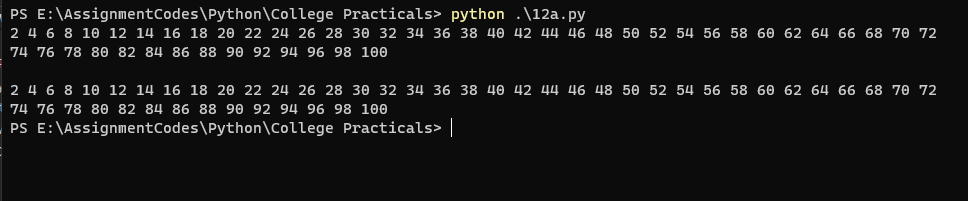 PS E:\AssignmentCodes\Python\College Practicals> python .\12a.py
2 4 6 8 10 12 14 16 18 20 22 24 26 28 30 32 34 36 38 40 42 44 46 48 50 52 54 56 58 60 62 64 66 68 70 72
74 76 78 80 82 84 86 88 90 92 94 96 98 100
2 4 6 8 10 12 14 16 18 20 22 24 26 28 30 32 34 36 38 40 42 44 46 48 50 52 54 56 58 60 62 64 66 68 70 72
74 76 78 80 82 84 86 88 90 92 94 96 98 100
PS E:\AssignmentCodes\Python\College Practicals>